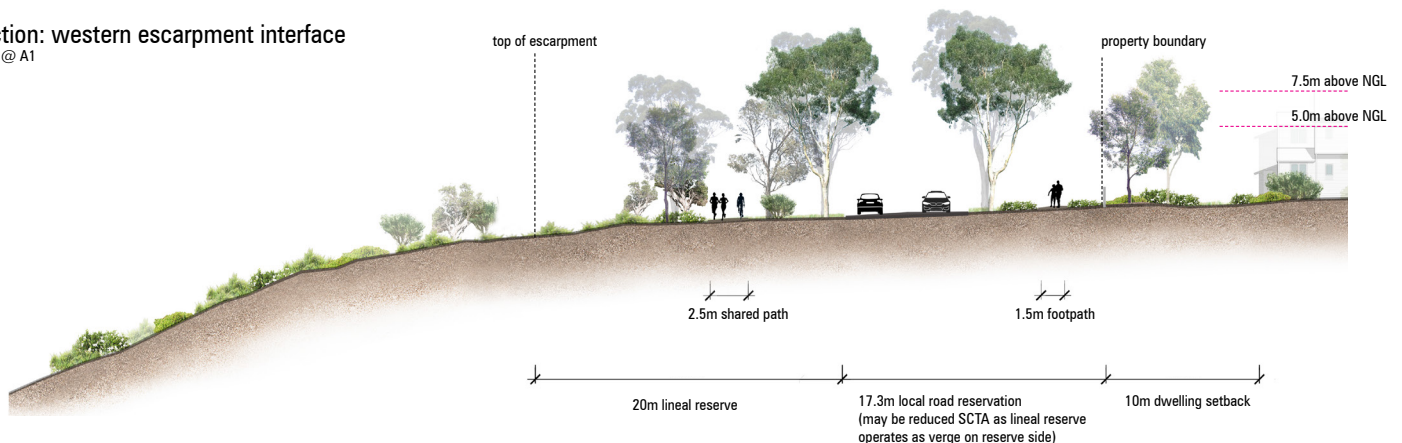 ction: western escarpment interface
@ A1
top of escarpment
property boundary
7.5m above NGL
5.0m above NGL
2.5m shared path
1.5m footpath
20m lineal reserve
17.3m local road reservation
(may be reduced SCTA as lineal reserve
operates as verge on reserve side)
10m dwelling setback